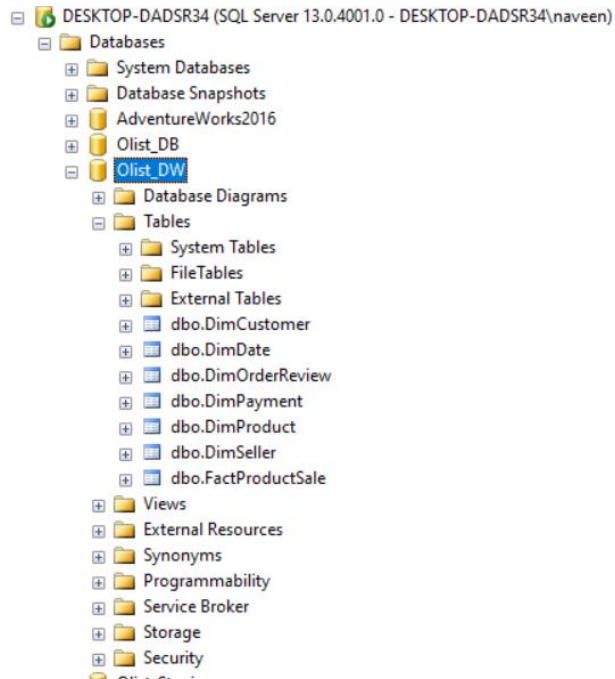 DESKTOP-DADSR34 (SQL Server 13.0.4001.0 - DESKTOP-DADSR34\naveen)
Databases
System Databases
Database Snapshots
AdventureWorks2016
Olist_DB
Olist_DW
Database Diagrams
Tables
System Tables
FileTables
External Tables
dbo.DimCustomer
dbo.DimDate
dbo.DimOrderReview
dbo.DimPayment
dbo.DimProduct
dbo.DimSeller
dbo.FactProductSale
Views
External Resources
Synonyms
Programmability
Service Broker
Storage
Security